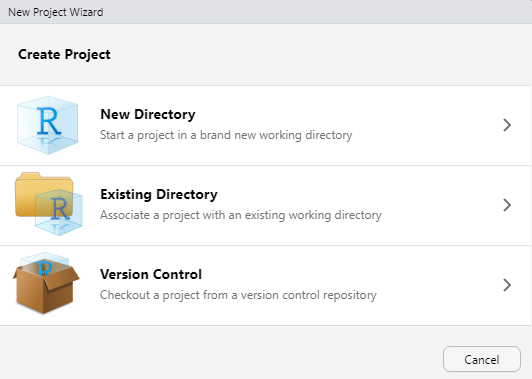 New Project Wizard
Create Project
R
New Directory
Start a project in a brand new working directory
R
Existing Directory
Associate a project with an existing working directory
R
Version Control
Checkout a project from a version control repository
Cancel